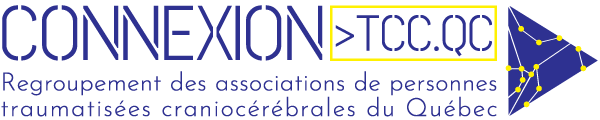 CONNEXION >TCC.QC
Regroupement des associations de personnes
traumatisées craniocérébrales du Québec